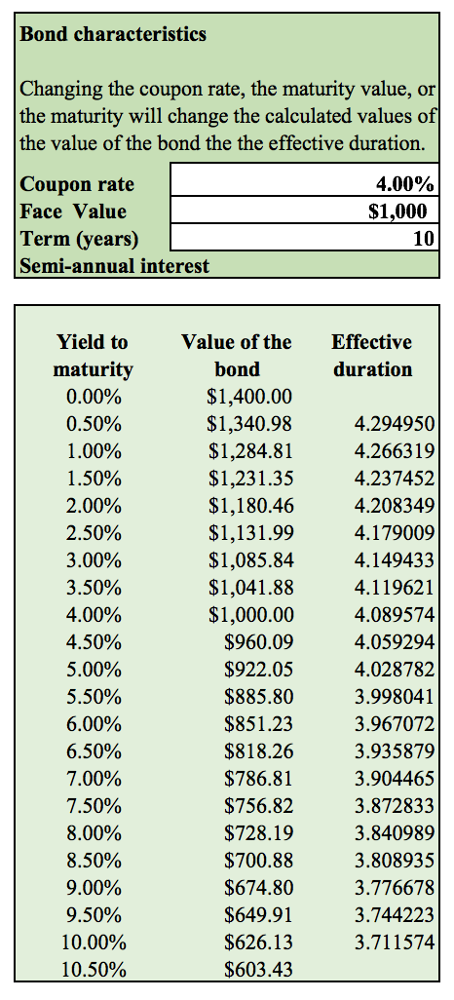 Bond characteristics
Changing the coupon rate, the maturity value, or
the maturity will change the calculated values of
the value of the bond the the effective duration.
Coupon rate 4.00%
Face Value $1,000
Term (years) 10
Semi-annual interest
Yield to Value of the Effective
maturity bond duration
0.00% $1,400.00
0.50% $1,340.98 4.294950
1.00% $1,284.81 4.266319
1.50% $1,231.35 4.237452
2.00% $1,180.46 4.208349
2.50% $1,131.99 4.179009
3.00% $1,085.84 4.149433
3.50% $1,041.88 4.119621
4.00% $1,000.00 4.089574
4.50% $960.09 4.059294
5.00% $922.05 4.028782
5.50% $885.80 3.998041
6.00% $851.23 3.967072
6.50% $818.26 3.935879
7.00% $786.81 3.904465
7.50% $756.82 3.872833
8.00% $728.19 3.840989
8.50% $700.88 3.808935
9.00% $674.80 3.776678
9.50% $649.91 3.744223
10.00% $626.13 3.711574
10.50% $603.43